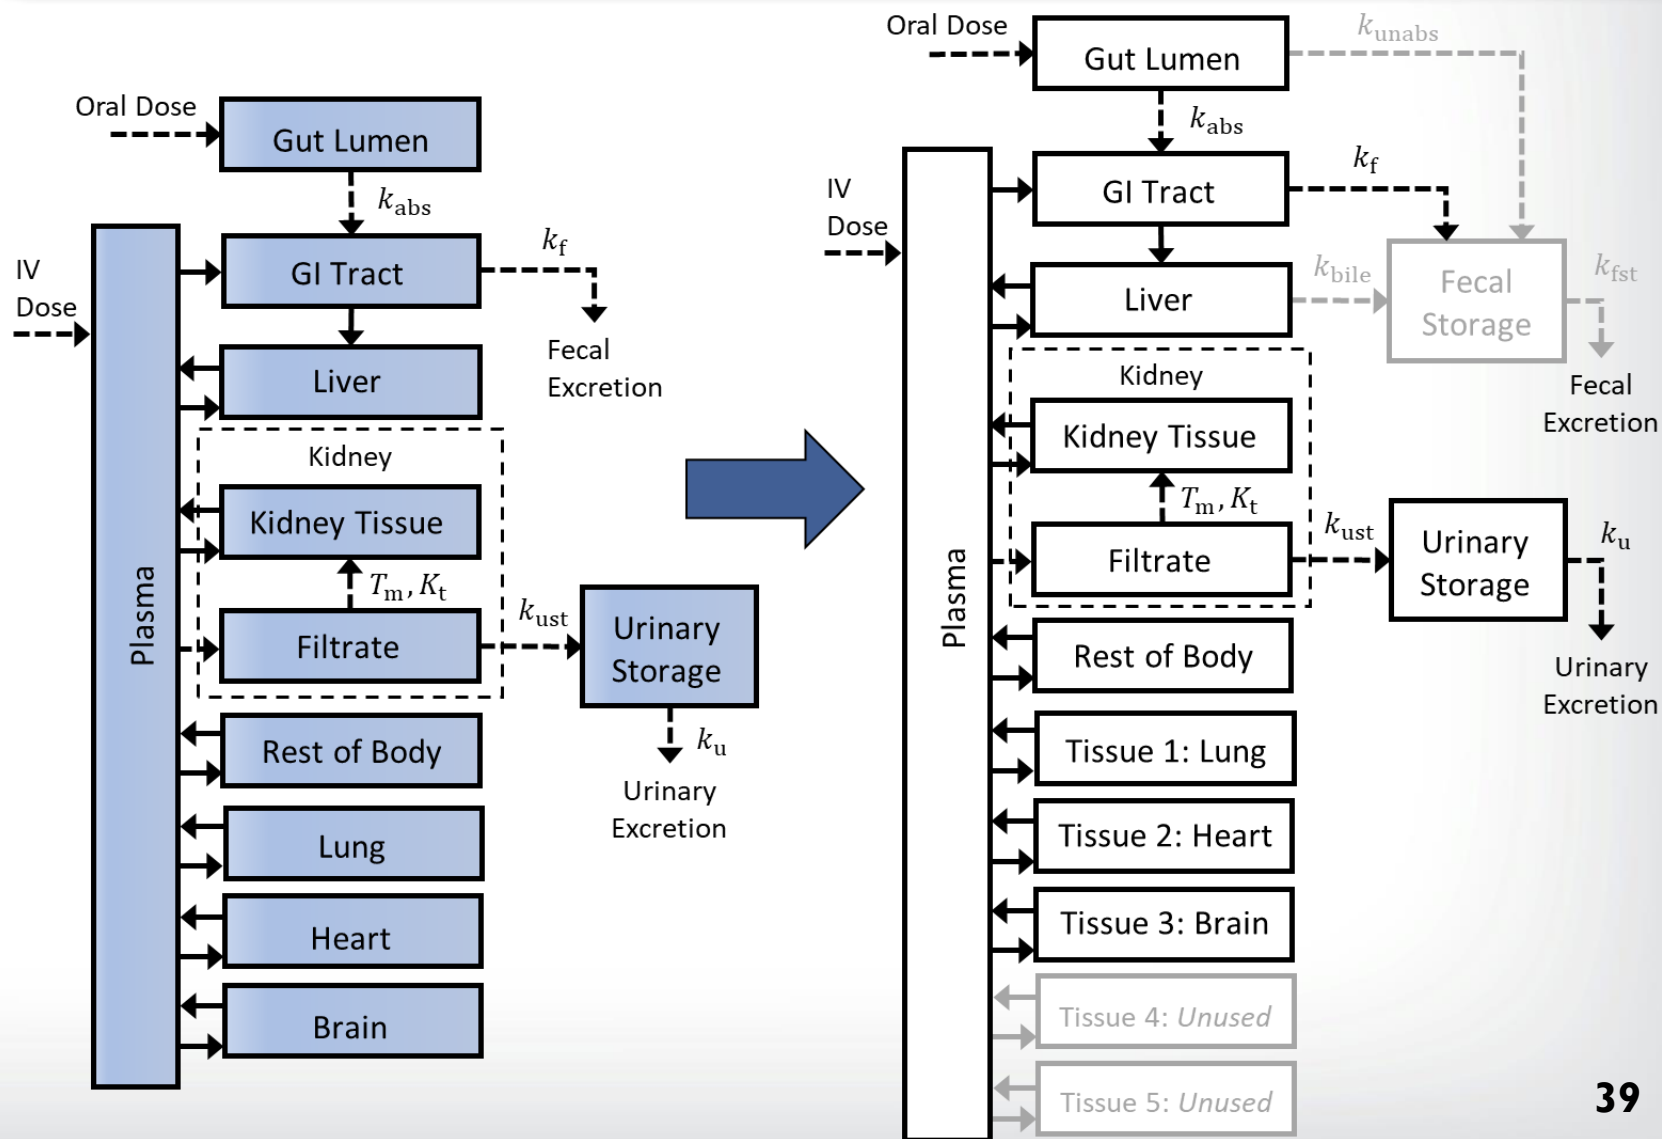 Oral Dose
Gut Lumen
k_abs
IV
Dose
GI Tract
k_f
Fecal
Excretion
Liver
Kidney
Kidney Tissue
T_m, K_t
Filtrate
k_ust
Urinary
Storage
k_u
Urinary
Excretion
Plasma
Rest of Body
Lung
Heart
Brain
Oral Dose
Gut Lumen
k_unabs
k_abs
IV
Dose
GI Tract
k_f
Liver
k_bile
Fecal
Storage
k_fst
Fecal
Excretion
Kidney
Kidney Tissue
T_m, K_t
Filtrate
k_ust
Urinary
Storage
k_u
Urinary
Excretion
Plasma
Rest of Body
Tissue 1: Lung
Tissue 2: Heart
Tissue 3: Brain
Tissue 4: Unused
Tissue 5: Unused
39